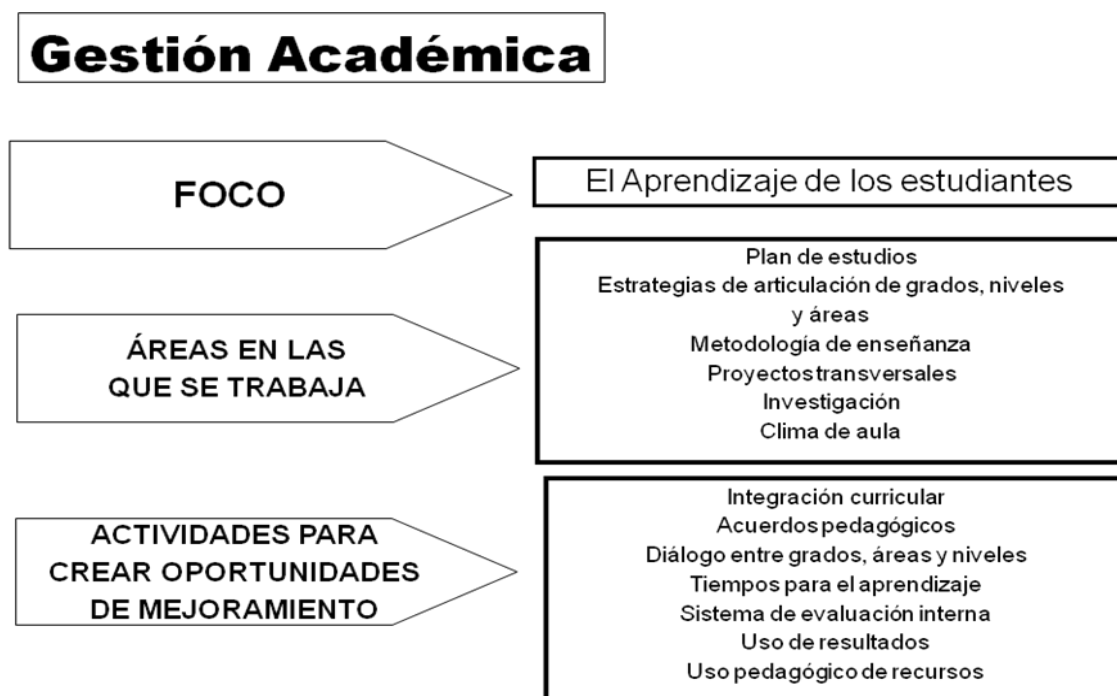 Gestión Académica
FOCO
El Aprendizaje de los estudiantes
ÁREAS EN LAS
QUE SE TRABAJA
Plan de estudios
Estrategias de articulación de grados, niveles
y áreas
Metodología de enseñanza
Proyectos transversales
Investigación
Clima de aula
ACTIVIDADES PARA
CREAR OPORTUNIDADES
DE MEJORAMIENTO
Integración curricular
Acuerdos pedagógicos
Diálogo entre grados, áreas y niveles
Tiempos para el aprendizaje
Sistema de evaluación interna
Uso de resultados
Uso pedagógico de recursos